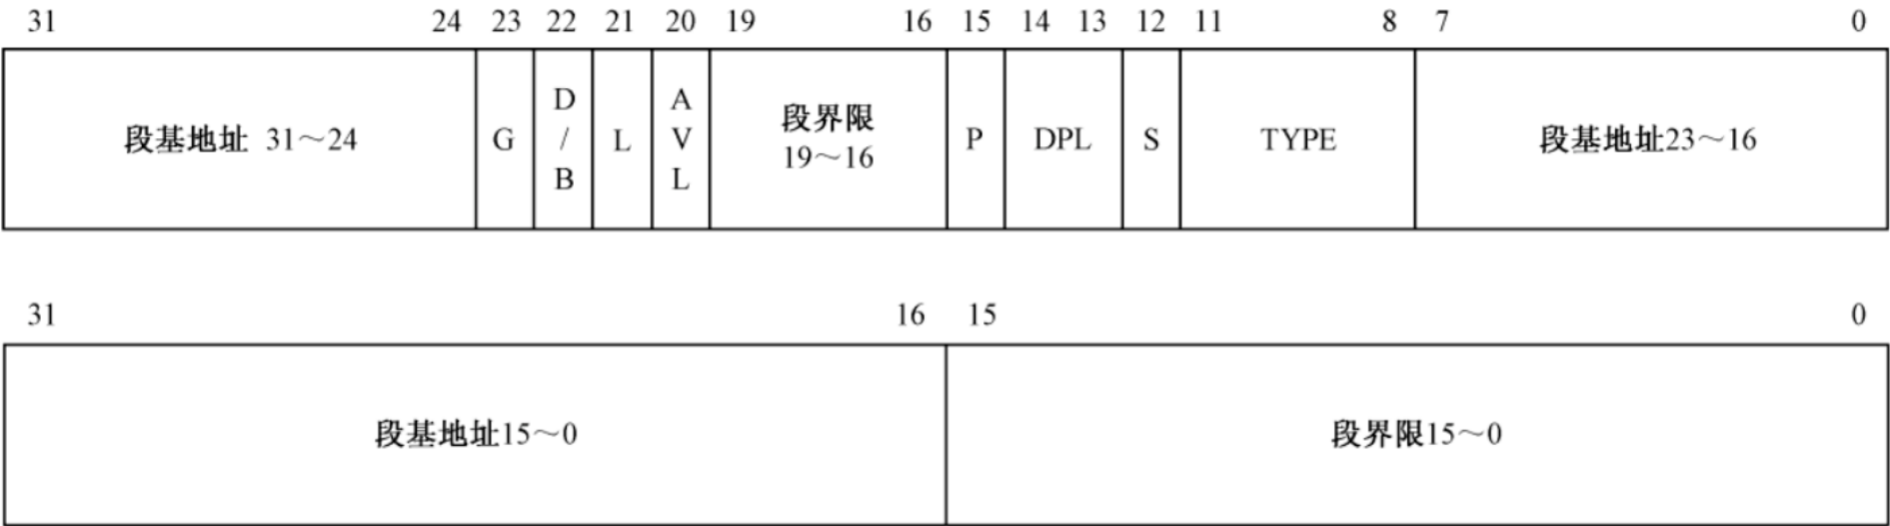 31 24 23 22 21 20 19 16 15 14 13 12 11 8 7 0
段基地址 31～24
G
D
/
B
L
A
V
L
段界限
19～16
P
DPL
S
TYPE
段基地址23～16
31 16 15 0
段基地址15～0
段界限15～0